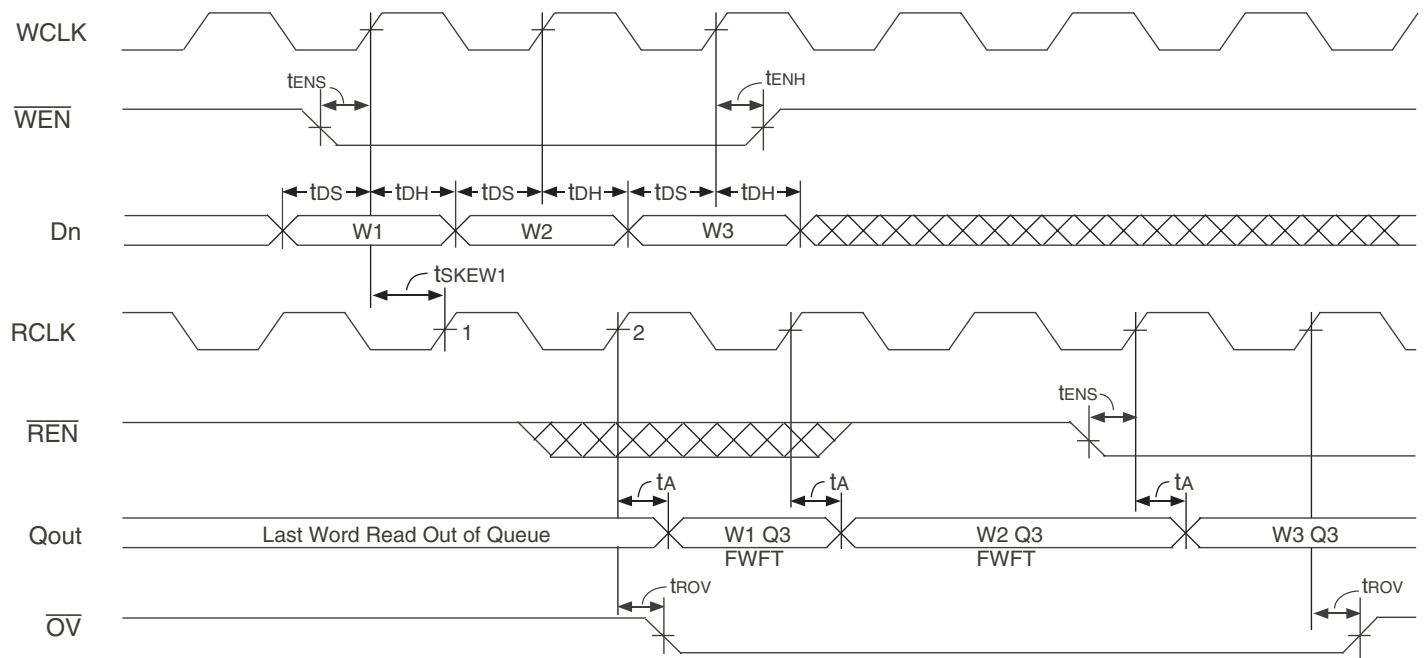 WCLK
tENS
tENH
WEN
tDS tDH tDS tDH tDS tDH
Dn
W1 W2 W3
tSKEW1
RCLK
1 2
tENS
REN
tA tA tA
Qout
Last Word Read Out of Queue W1 Q3 W2 Q3 W3 Q3
FWFT FWFT
tROV tROV
OV